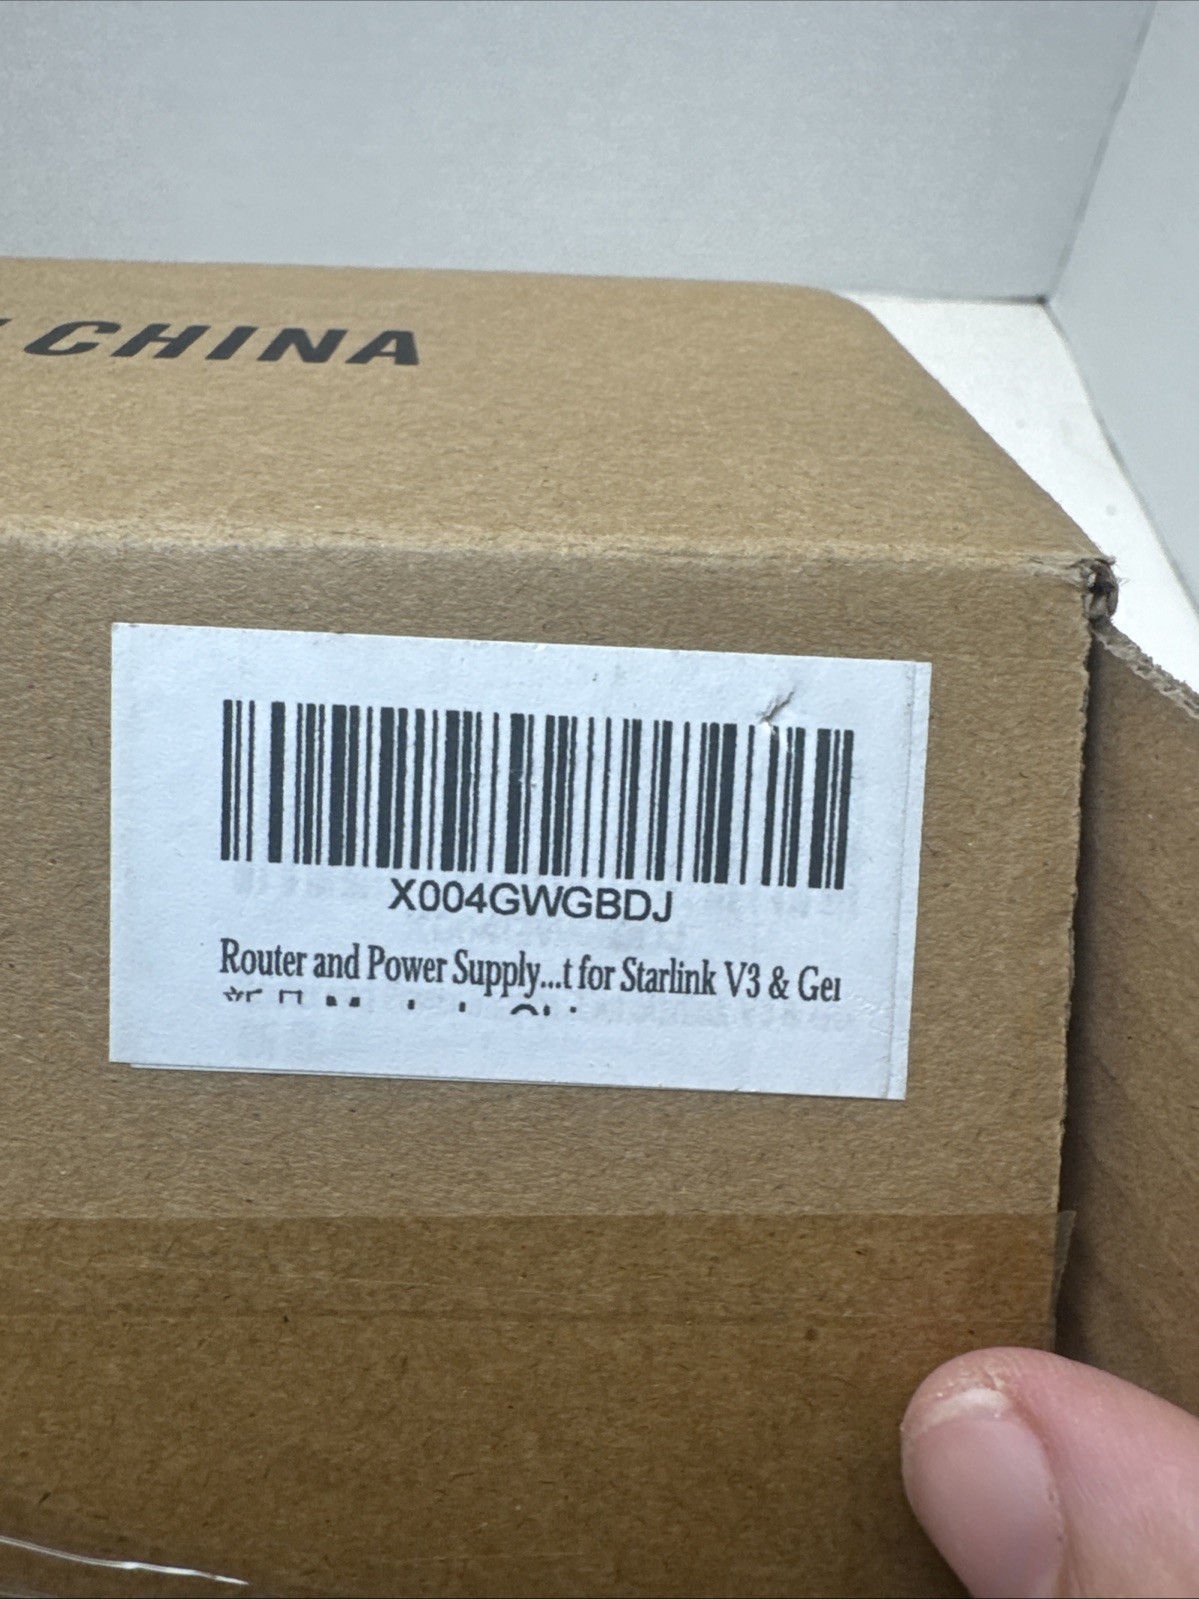 CHINA
X004GWGBDJ
Router and Power Supply...t for Starlink V3 & Ge